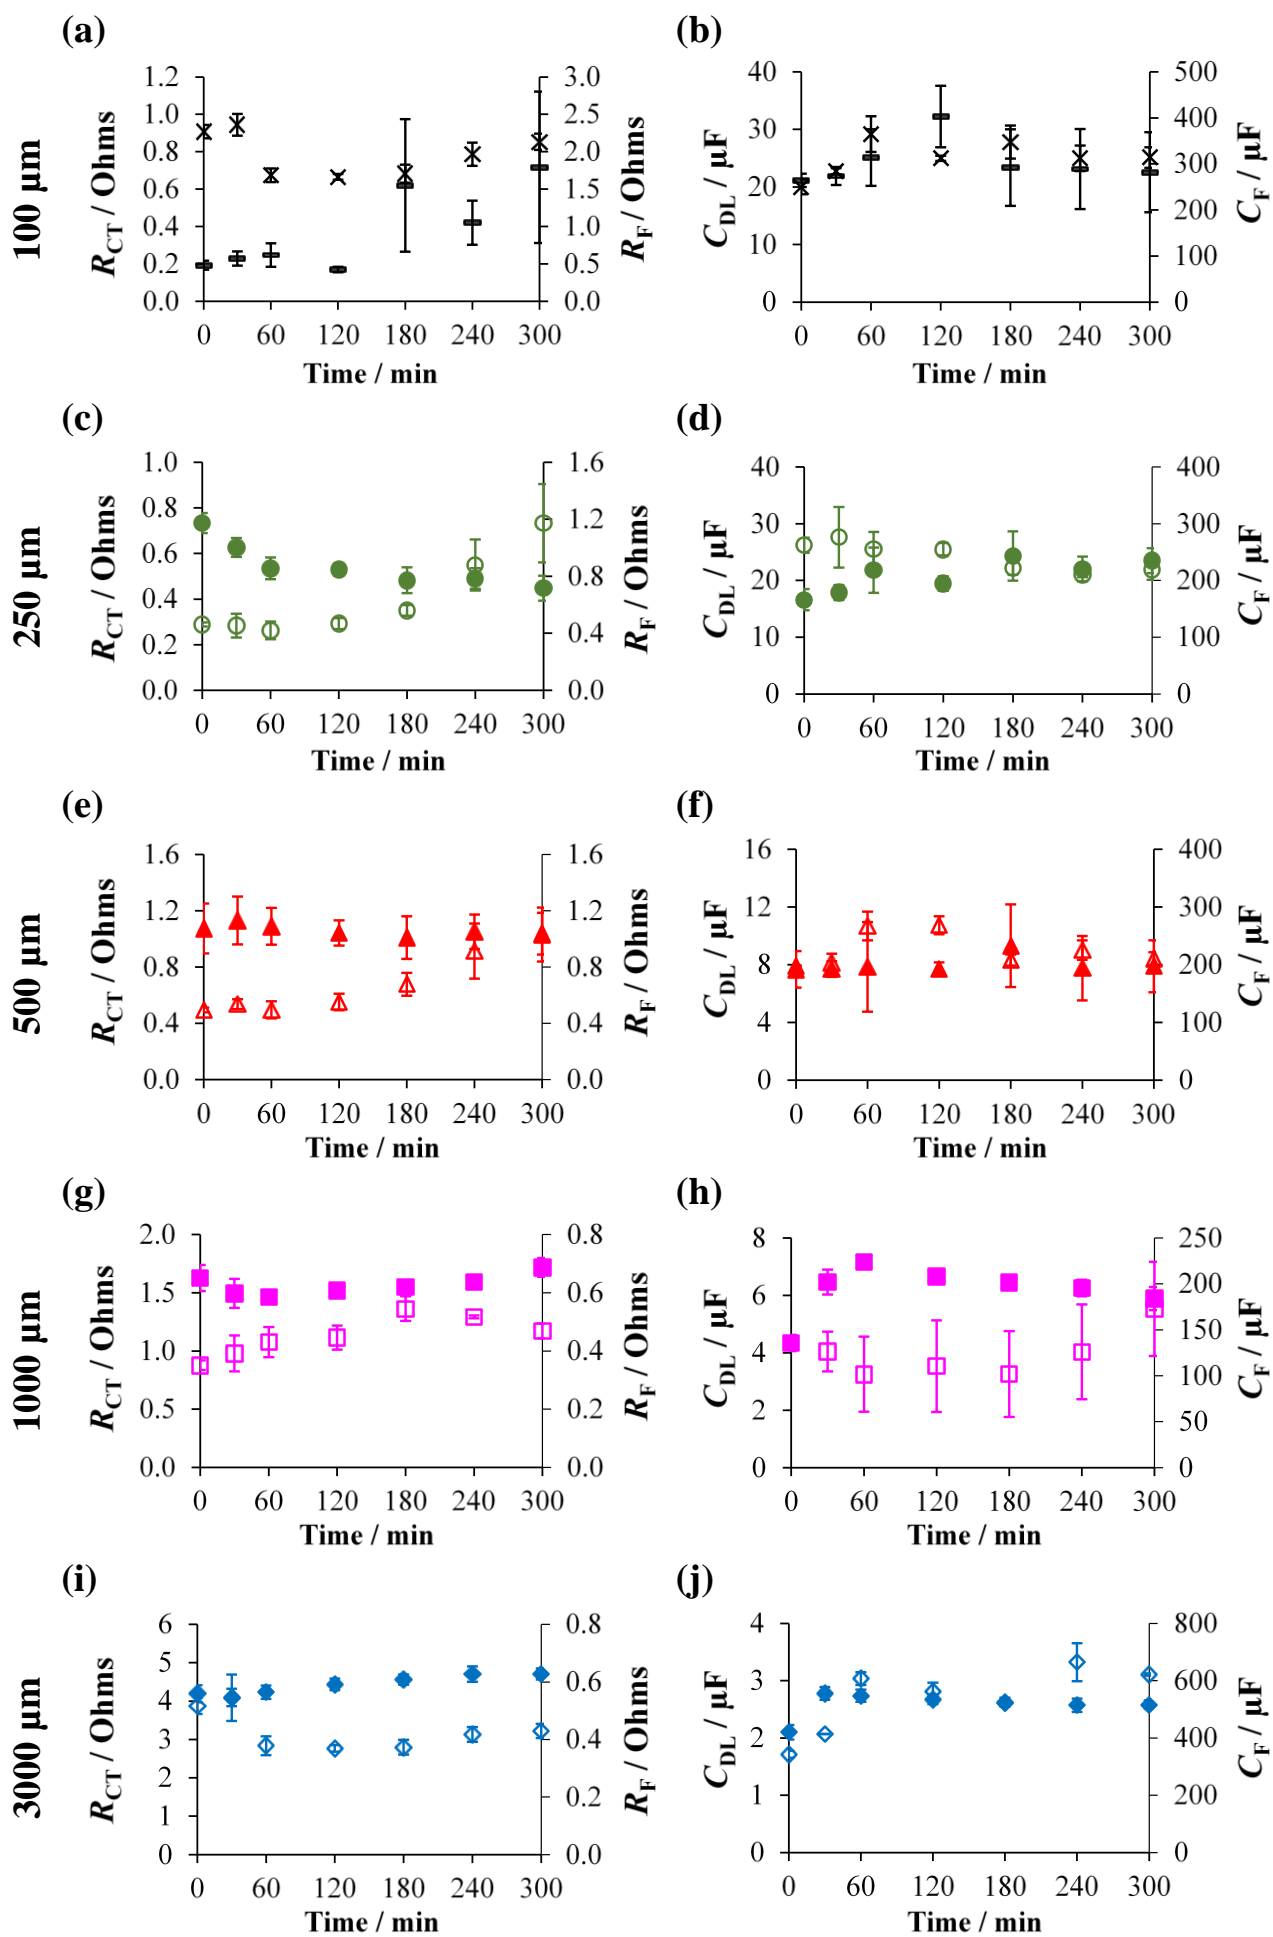 (a)
(b)
100 μm
R_CT / Ohms
1.2
1.0
0.8
0.6
0.4
0.2
0.0
3.0
2.5
2.0
1.5
1.0
0.5
0.0
R_F / Ohms
0 60 120 180 240 300
Time / min
C_DL / μF
40
30
20
10
0
500
400
300
200
100
0
C_F / μF
0 60 120 180 240 300
Time / min
(c)
(d)
250 μm
R_CT / Ohms
1.0
0.8
0.6
0.4
0.2
0.0
1.6
1.2
0.8
0.4
0.0
R_F / Ohms
0 60 120 180 240 300
Time / min
C_DL / μF
40
30
20
10
0
400
300
200
100
0
C_F / μF
0 60 120 180 240 300
Time / min
(e)
(f)
500 μm
R_CT / Ohms
1.6
1.2
0.8
0.4
0.0
1.6
1.2
0.8
0.4
0.0
R_F / Ohms
0 60 120 180 240 300
Time / min
C_DL / μF
16
12
8
4
0
400
300
200
100
0
C_F / μF
0 60 120 180 240 300
Time / min
(g)
(h)
1000 μm
R_CT / Ohms
2.0
1.5
1.0
0.5
0.0
0.8
0.6
0.4
0.2
0.0
R_F / Ohms
0 60 120 180 240 300
Time / min
C_DL / μF
8
6
4
2
0
250
200
150
100
50
0
C_F / μF
0 60 120 180 240 300
Time / min
(i)
(j)
3000 μm
R_CT / Ohms
6
5
4
3
2
1
0
0.8
0.6
0.4
0.2
0.0
R_F / Ohms
0 60 120 180 240 300
Time / min
C_DL / μF
4
3
2
1
0
800
600
400
200
0
C_F / μF
0 60 120 180 240 300
Time / min